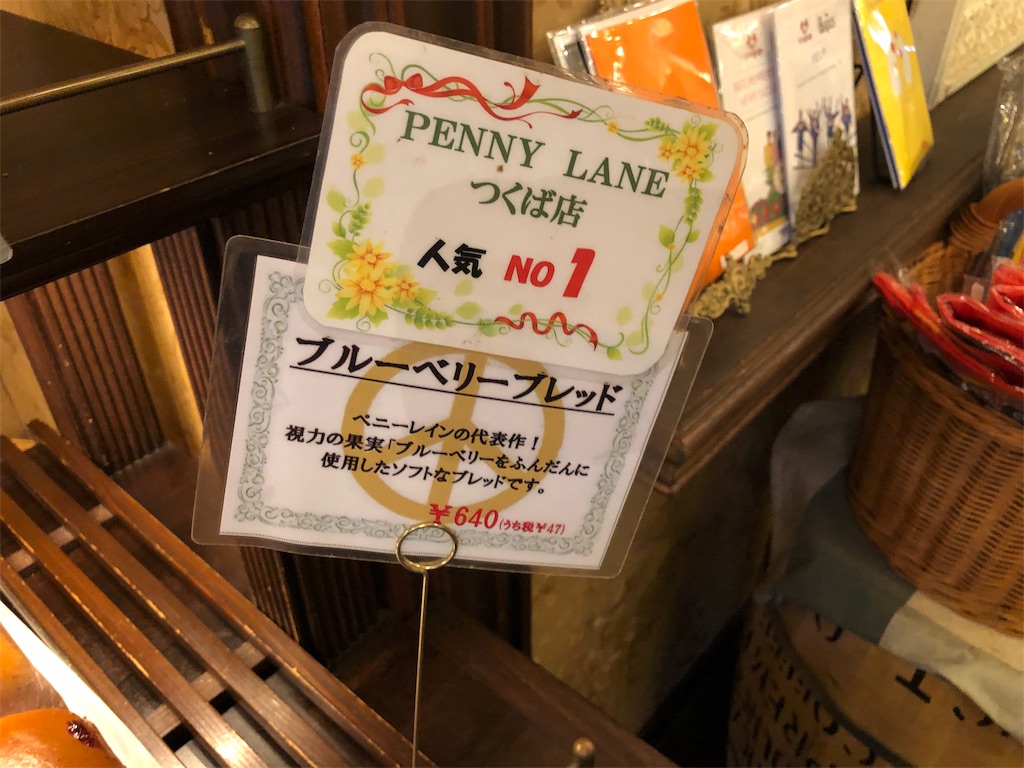 PENNY LANE
つくば店
人気 NO 1
ブルーベリーブレッド
ペニーレインの代表作！
視力の果実「ブルーベリーをふんだんに
使用したソフトなブレッドです。
¥640(うち税¥47)